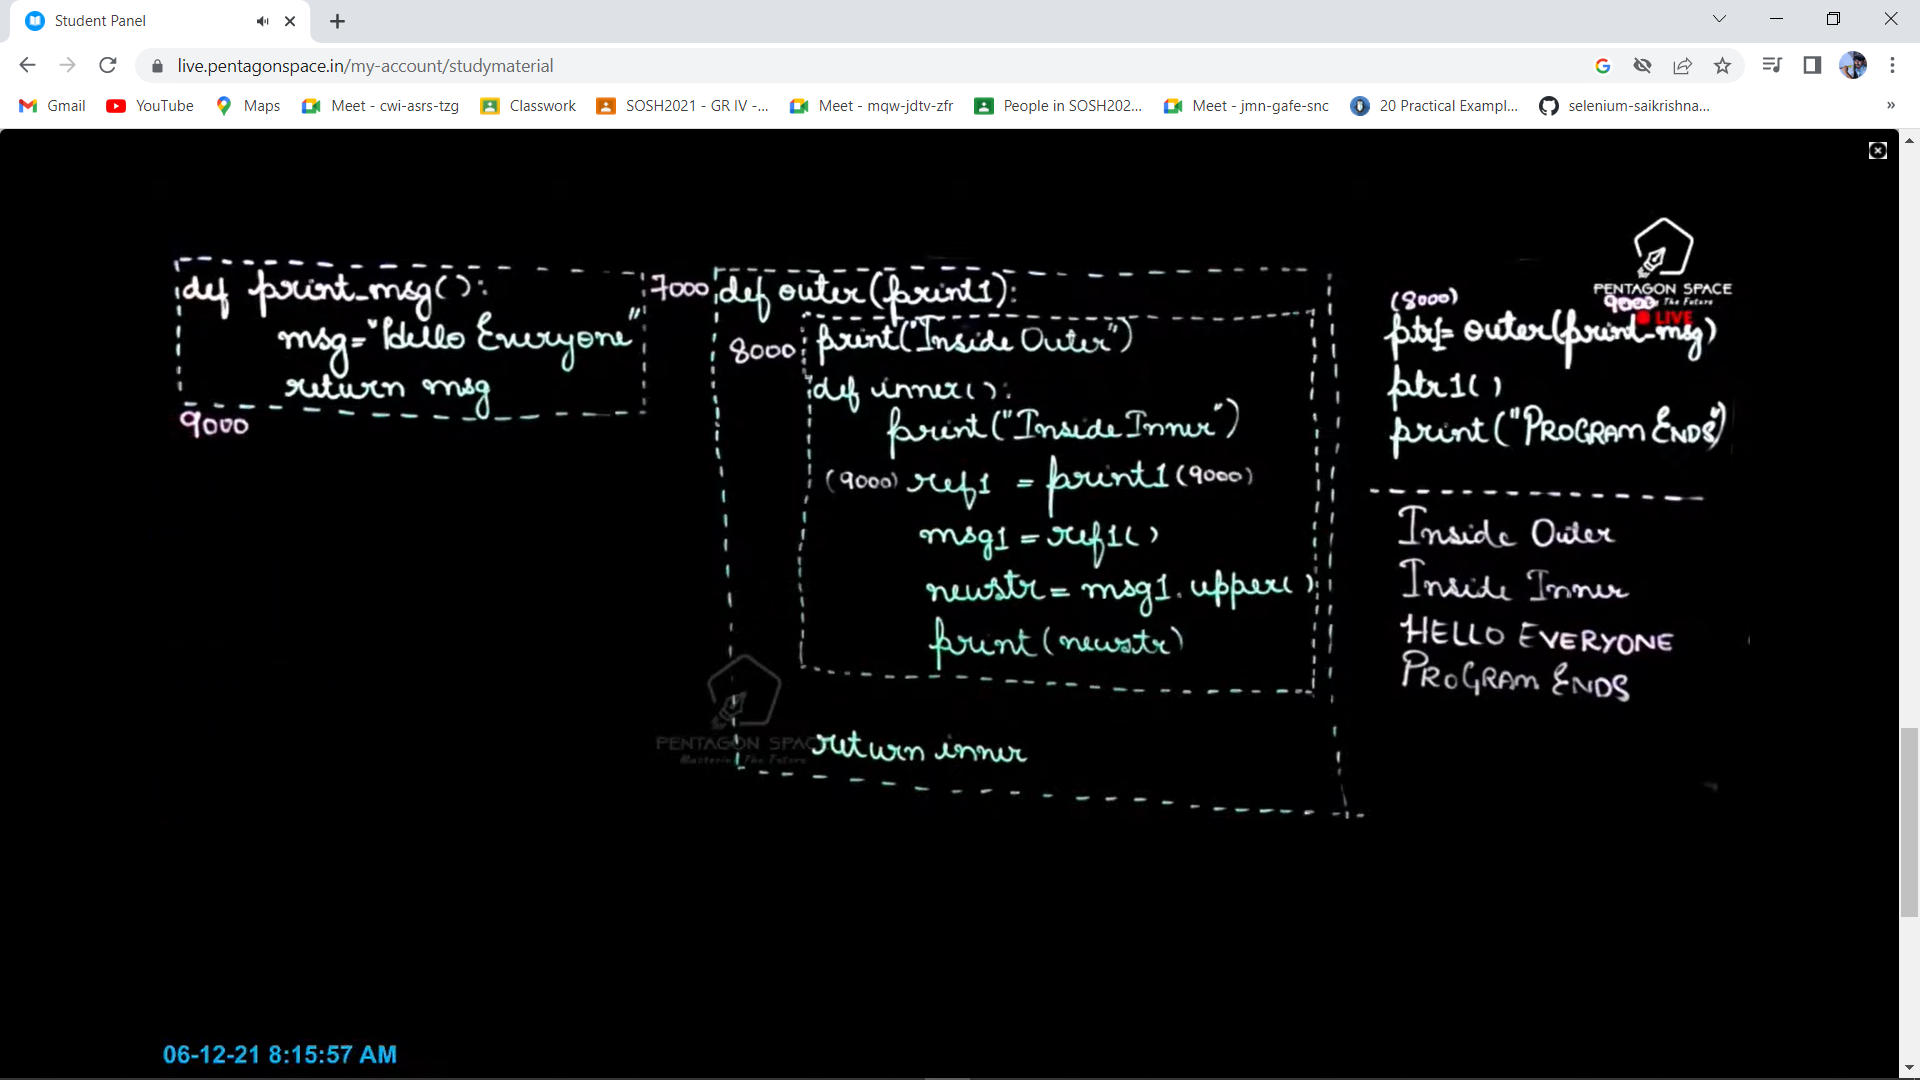 Student Panel
live.pentagonspace.in/my-account/studymaterial
Gmail
YouTube
Maps
Meet - cwi-asrs-tzg
Classwork
SOSH2021 - GR IV -...
Meet - mqw-jdtv-zfr
People in SOSH202...
Meet - jmn-gafe-snc
20 Practical Exampl...
selenium-saikrishna...
»
def print_msg():
msg="Hello Everyone"
return msg
9000
7000
def outer(print1):
8000
print("Inside Outer")
def inner():
print("Inside Inner")
(9000) ref1 = print1(9000)
msg1 = ref1()
newstr = msg1.upper()
print(newstr)
return inner
PENTAGON SPACE
Mastering The Future
PENTAGON SPACE
The Future
LIVE
(8000)
9000
ptr1= outer(print_msg)
ptr1()
print("PROGRAM ENDS")
Inside Outer
Inside Inner
HELLO EVERYONE
PROGRAM ENDS
06-12-21 8:15:57 AM